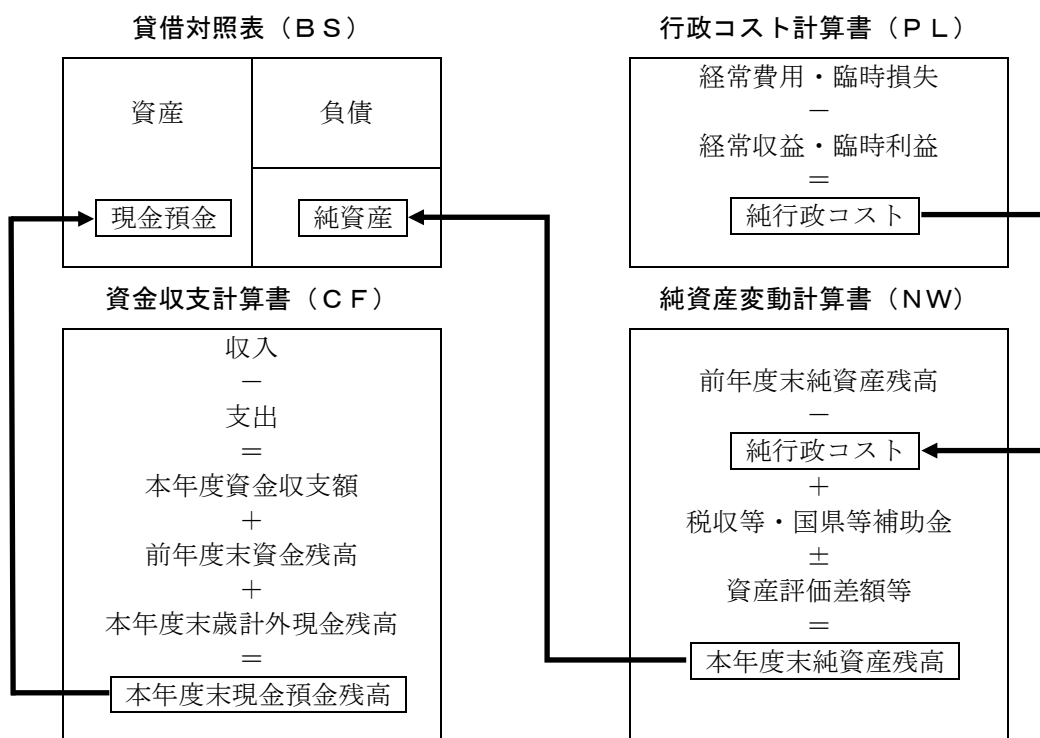 貸借対照表（ＢＳ）
資産
負債
現金預金
純資産
行政コスト計算書（ＰＬ）
経常費用・臨時損失
－
経常収益・臨時利益
＝
純行政コスト
資金収支計算書（ＣＦ）
収入
－
支出
＝
本年度資金収支額
＋
前年度末資金残高
＋
本年度末歳計外現金残高
＝
本年度末現金預金残高
純資産変動計算書（ＮＷ）
前年度末純資産残高
－
純行政コスト
＋
税収等・国県等補助金
±
資産評価差額等
＝
本年度末純資産残高